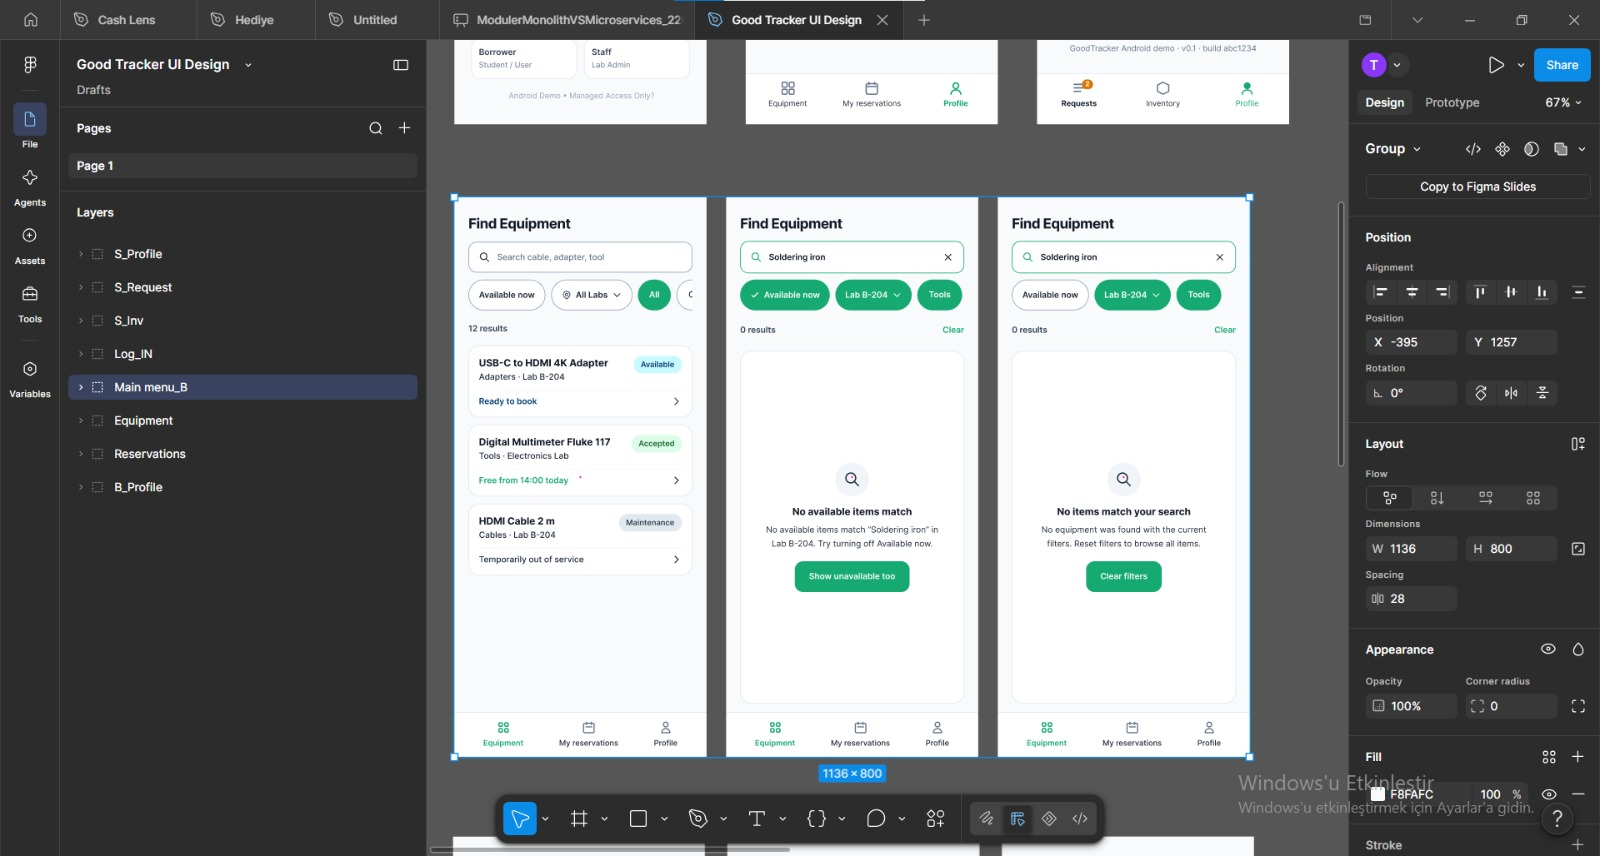 Cash Lens
Hediye
Untitled
ModulerMonolithVSMicroservices_22
Good Tracker UI Design
Good Tracker UI Design
Drafts
File
Agents
Assets
Tools
Variables
Pages
Page 1
Layers
S_Profile
S_Request
S_Inv
Log_IN
Main menu_B
Equipment
Reservations
B_Profile
Borrower
Student / User
Staff
Lab Admin
Android Demo • Managed Access Only?
Equipment
My reservations
Profile
GoodTracker Android demo · v0.1 · build abc1234
2
Requests
Inventory
Profile
Find Equipment
Search cable, adapter, tool
Available now
All Labs
All
12 results
USB-C to HDMI 4K Adapter
Available
Adapters · Lab B-204
Ready to book
Digital Multimeter Fluke 117
Accepted
Tools · Electronics Lab
Free from 14:00 today
HDMI Cable 2 m
Maintenance
Cables · Lab B-204
Temporarily out of service
Equipment
My reservations
Profile
Find Equipment
Soldering iron
Available now
Lab B-204
Tools
0 results
Clear
No available items match
No available items match "Soldering iron" in
Lab B-204. Try turning off Available now.
Show unavailable too
Equipment
My reservations
Profile
Find Equipment
Soldering iron
Available now
Lab B-204
Tools
0 results
Clear
No items match your search
No equipment was found with the current
filters. Reset filters to browse all items.
Clear filters
Equipment
My reservations
Profile
1136 × 800
T
Share
Design
Prototype
67%
Group
Copy to Figma Slides
Position
Alignment
Position
X -395
Y 1257
Rotation
0°
Layout
Flow
Dimensions
W 1136
H 800
Spacing
28
Appearance
Opacity
Corner radius
100%
0
Fill
F8FAFC
100 %
Stroke
Windows'u Etkinleştir
Windows'u etkinleştirmek için Ayarlar'a gidin.
?